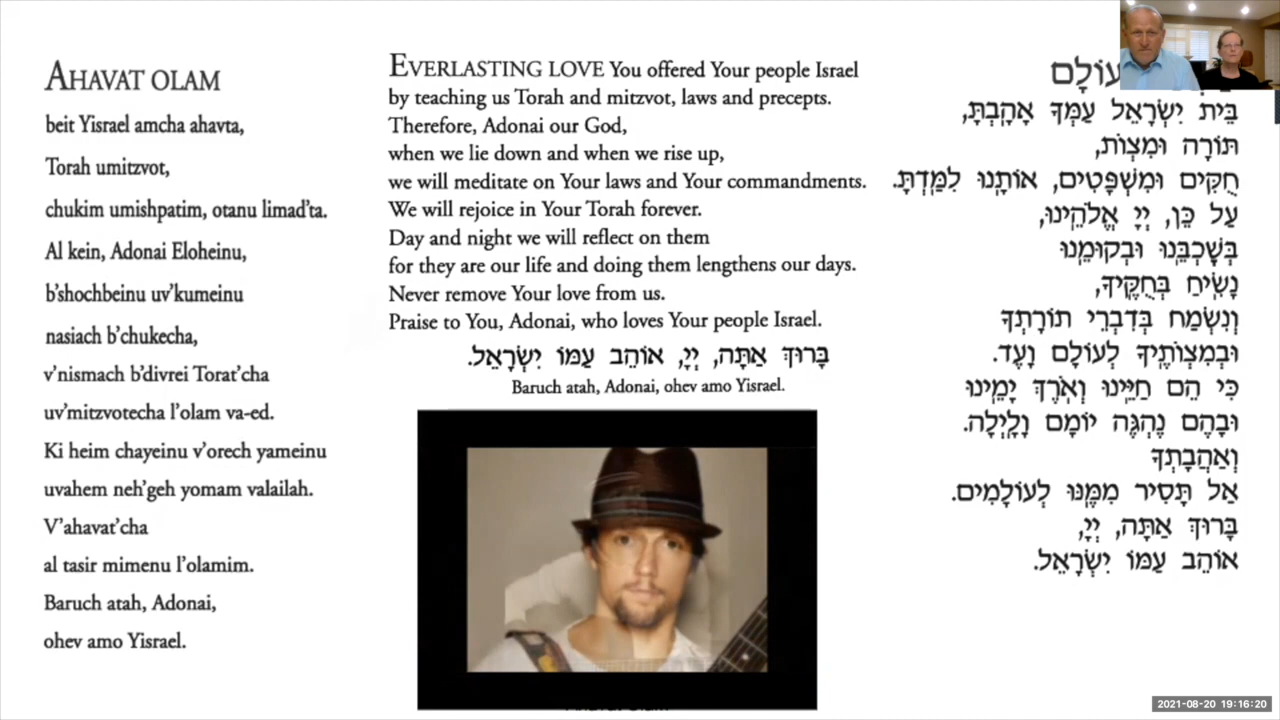 AHAVAT OLAM
beit Yisrael amcha ahavta,
Torah umitzvot,
chukim umishpatim, otanu limad'ta.
Al kein, Adonai Eloheinu,
b'shochbeinu uv'kumeinu
nasiach b'chukecha,
v'nismach b'divrei Torat'cha
uv'mitzvotecha l'olam va-ed.
Ki heim chayeinu v'orech yameinu
uvahem neh'geh yomam valailah.
V'ahavat'cha
al tasir mimenu l'olamim.
Baruch atah, Adonai,
ohev amo Yisrael.
EVERLASTING LOVE You offered Your people Israel
by teaching us Torah and mitzvot, laws and precepts.
Therefore, Adonai our God,
when we lie down and when we rise up,
we will meditate on Your laws and Your commandments.
We will rejoice in Your Torah forever.
Day and night we will reflect on them
for they are our life and doing them lengthens our days.
Never remove Your love from us.
Praise to You, Adonai, who loves Your people Israel.
בָּרוּךְ אַתָּה, יְיָ, אוֹהֵב עַמּוֹ יִשְׂרָאֵל.
Baruch atah, Adonai, ohev amo Yisrael.
עוֹלָם
בֵּית יִשְׂרָאֵל עַמְּךָ אָהָֽבְתָּ,
תּוֹרָה וּמִצְוֹת,
חֻקִּים וּמִשְׁפָּטִים, אוֹתָֽנוּ לִמַּֽדְתָּ.
עַל כֵּן, יְיָ אֱלֹהֵֽינוּ,
בְּשָׁכְבֵּֽנוּ וּבְקוּמֵֽנוּ
נָשִֽׂיחַ בְּחֻקֶּֽיךָ,
וְנִשְׂמַח בְּדִבְרֵי תוֹרָתְךָ
וּבְמִצְוֹתֶֽיךָ לְעוֹלָם וָעֶד.
כִּי הֵם חַיֵּֽינוּ וְאֹֽרֶךְ יָמֵֽינוּ
וּבָהֶם נֶהְגֶּה יוֹמָם וָלָֽיְלָה.
וְאַהֲבָתְךָ
אַל תָּסִיר מִמֶּֽנּוּ לְעוֹלָמִים.
בָּרוּךְ אַתָּה, יְיָ,
אוֹהֵב עַמּוֹ יִשְׂרָאֵל.
2021-08-20 19:16:20